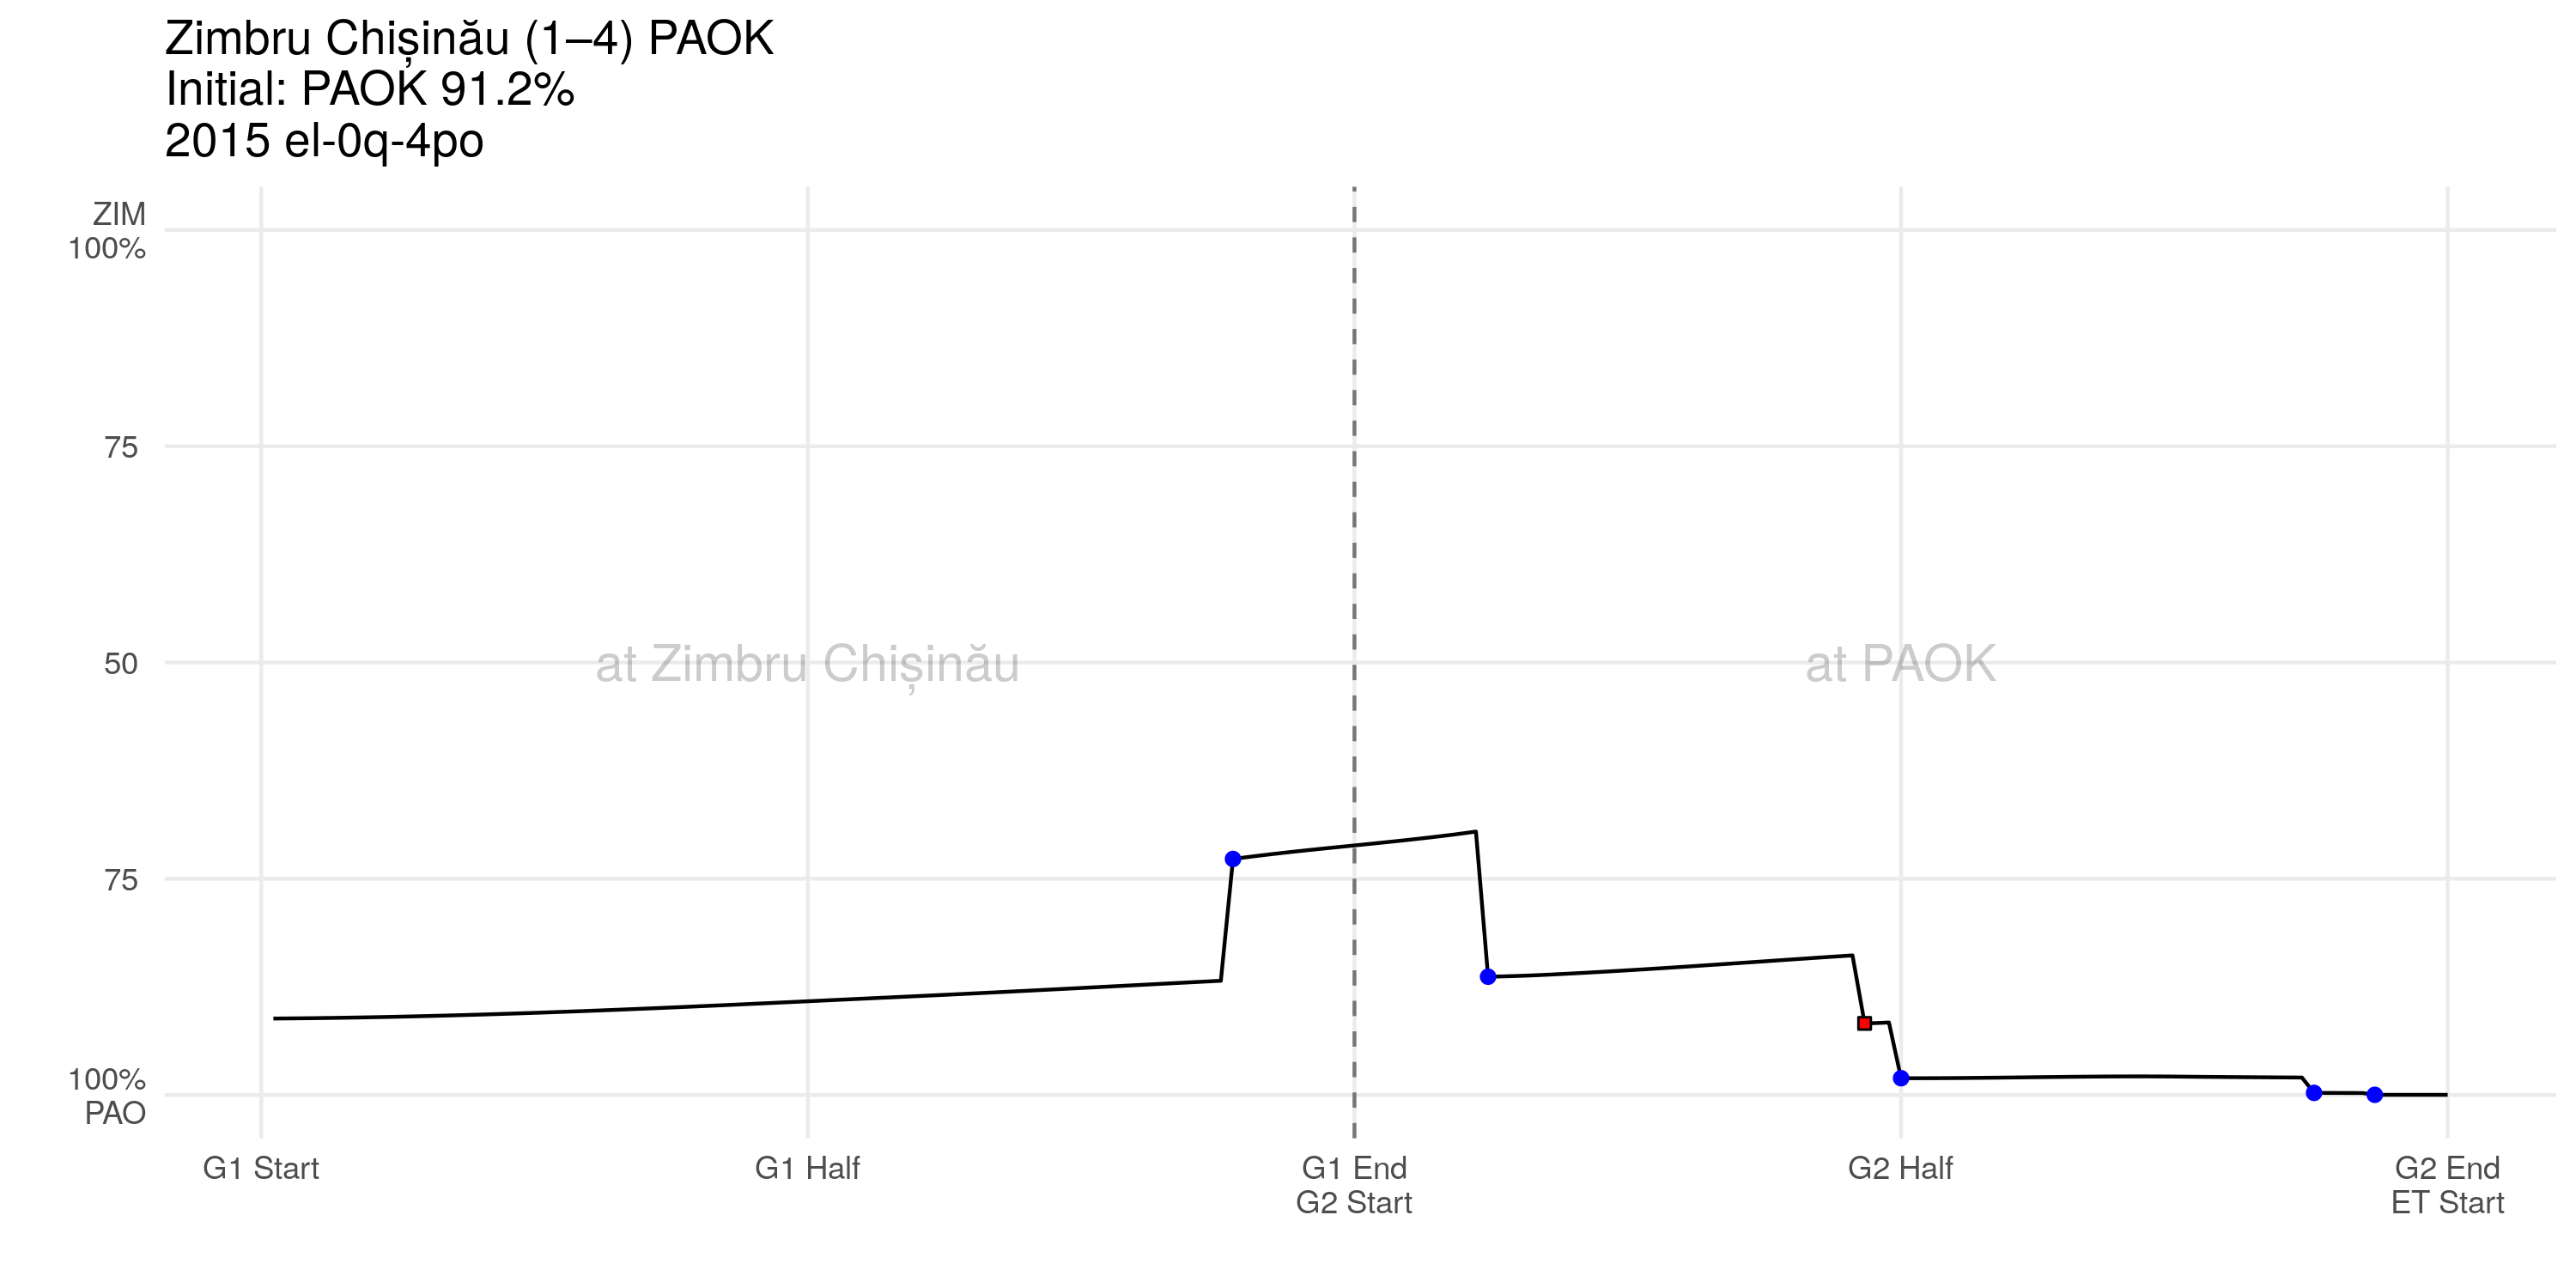 Zimbru Chișinău (1–4) PAOK
Initial: PAOK 91.2%
2015 el-0q-4po
ZIM
100%
75
50
75
100%
PAO
at Zimbru Chișinău
at PAOK
G1 Start
G1 Half
G1 End
G2 Start
G2 Half
G2 End
ET Start